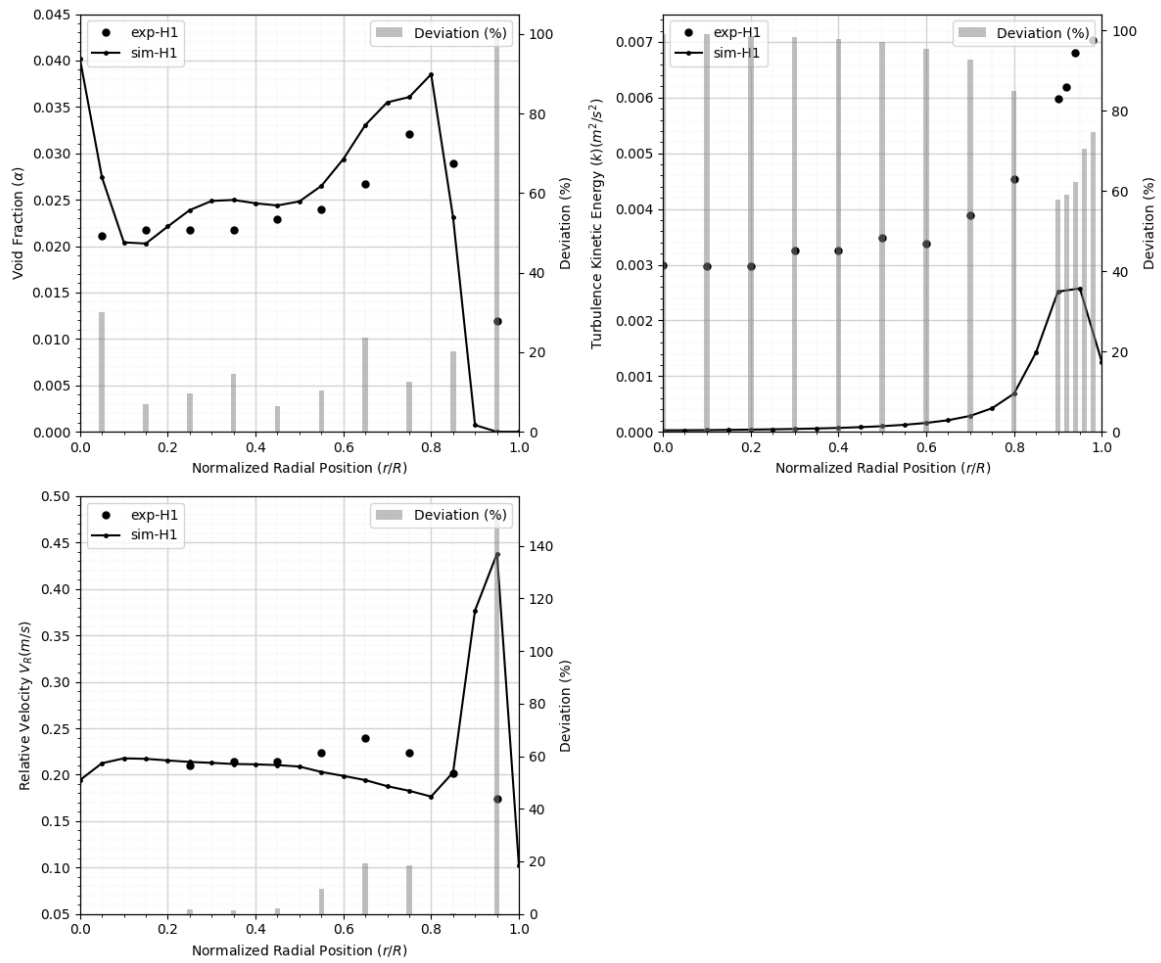 exp-H1
sim-H1
Deviation (%)
0.045
0.040
0.035
0.030
0.025
0.020
0.015
0.010
0.005
0.000
Void Fraction (α)
100
80
60
40
20
0
Deviation (%)
0.0 0.2 0.4 0.6 0.8 1.0
Normalized Radial Position (r/R)
exp-H1
sim-H1
Deviation (%)
0.007
0.006
0.005
0.004
0.003
0.002
0.001
0.000
Turbulence Kinetic Energy (k)(m²/s²)
100
80
60
40
20
0
Deviation (%)
0.0 0.2 0.4 0.6 0.8 1.0
Normalized Radial Position (r/R)
exp-H1
sim-H1
Deviation (%)
0.50
0.45
0.40
0.35
0.30
0.25
0.20
0.15
0.10
0.05
Relative Velocity V_R(m/s)
140
120
100
80
60
40
20
0
Deviation (%)
0.0 0.2 0.4 0.6 0.8 1.0
Normalized Radial Position (r/R)